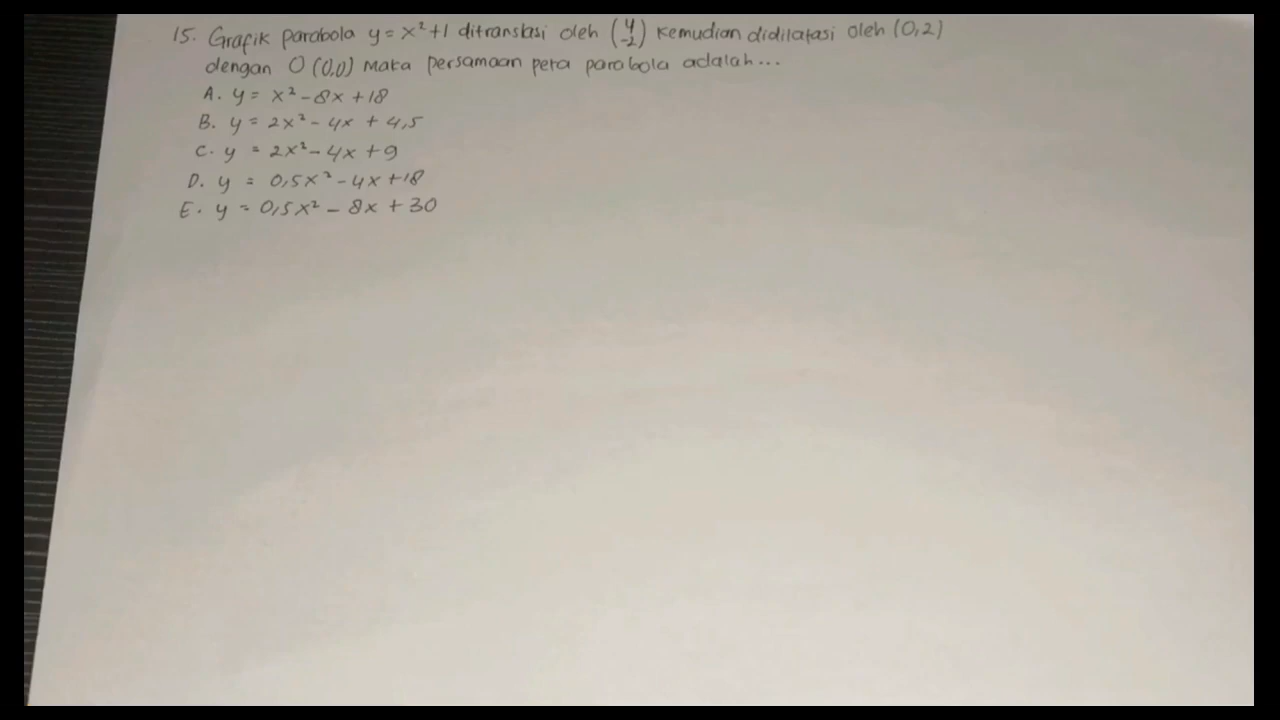 15. Grafik parabola y = x²+1 ditranslasi oleh (4 -2) kemudian didilatasi oleh (0,2)
dengan O (0,0) Maka persamaan peta parabola adalah...
A. y = x² - 8x + 18
B. y = 2x² - 4x + 4,5
C. y = 2x² - 4x + 9
D. y = 0,5x² - 4x + 18
E. y = 0,5x² - 8x + 30